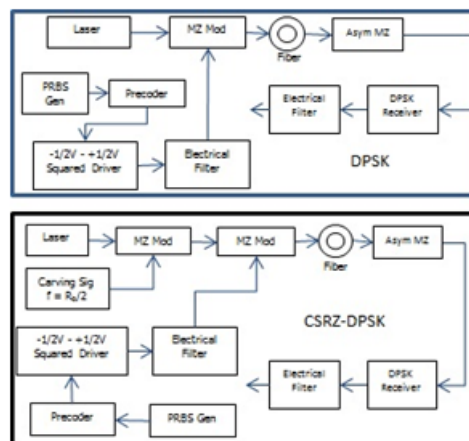 Laser
MZ Mod
Fiber
Asym MZ
PRBS
Gen
Precoder
Electrical
Filter
DPSK
Receiver
-1/2V - +1/2V
Squared Driver
Electrical
Filter
DPSK
Laser
MZ Mod
MZ Mod
Fiber
Asym MZ
Carving Sig
f = R₀/2
CSRZ-DPSK
-1/2V - +1/2V
Squared Driver
Electrical
Filter
Electrical
Filter
DPSK
Receiver
Precoder
PRBS Gen